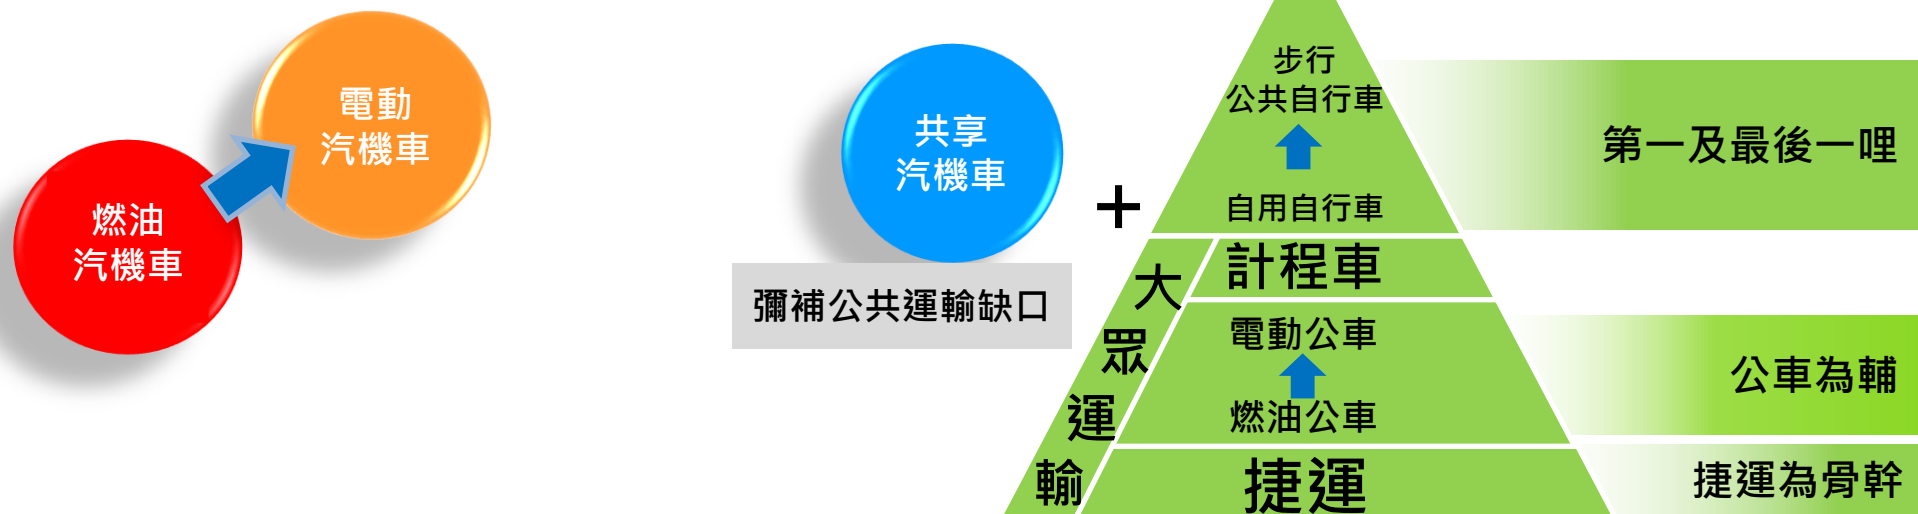 電動
汽機車
燃油
汽機車
共享
汽機車
彌補公共運輸缺口
+
步行
公共自行車
自用自行車
計程車
電動公車
燃油公車
捷運
大
眾
運
輸
第一及最後一哩
公車為輔
捷運為骨幹